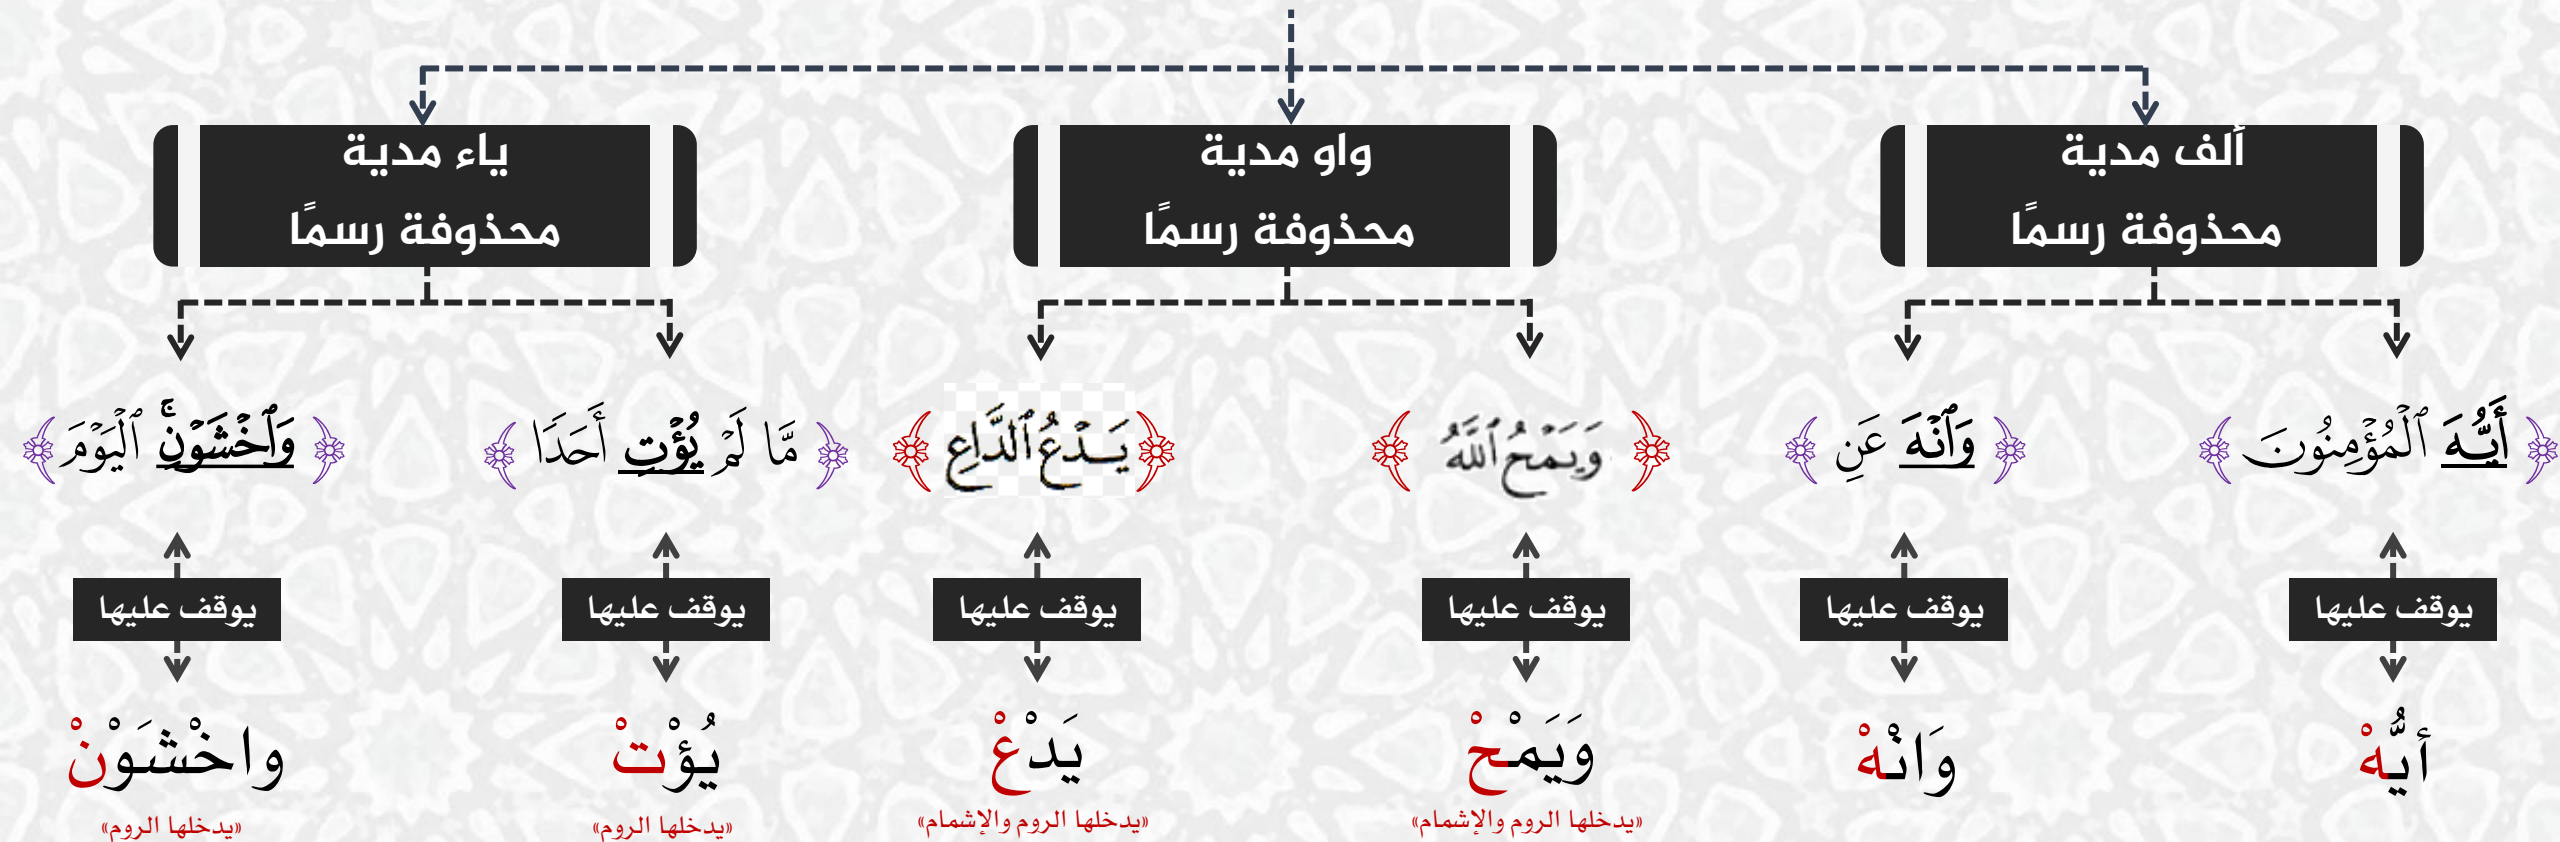 ألف مدية
محذوفة رسمًا
واو مدية
محذوفة رسمًا
ياء مدية
محذوفة رسمًا
﴿ أَيُّهَ ٱلْمُؤْمِنُونَ ﴾
﴿ وَٱنْهَ عَنِ ﴾
﴿ وَيَمْحُ ٱللَّهُ ﴾
﴿ يَدْعُ ٱلدَّاعِ ﴾
﴿ مَّا لَمْ يُؤْتِ أَحَدًا ﴾
﴿ وَٱخْشَوْنِۚ ٱلْيَوْمَ ﴾
يوقف عليها
يوقف عليها
يوقف عليها
يوقف عليها
يوقف عليها
يوقف عليها
أيُّهْ
وَانْهْ
وَيَمْحْ
يَدْعْ
يُؤْتْ
واخْشَوْنْ
«يدخلها الروم والإشمام»
«يدخلها الروم والإشمام»
«يدخلها الروم»
«يدخلها الروم»